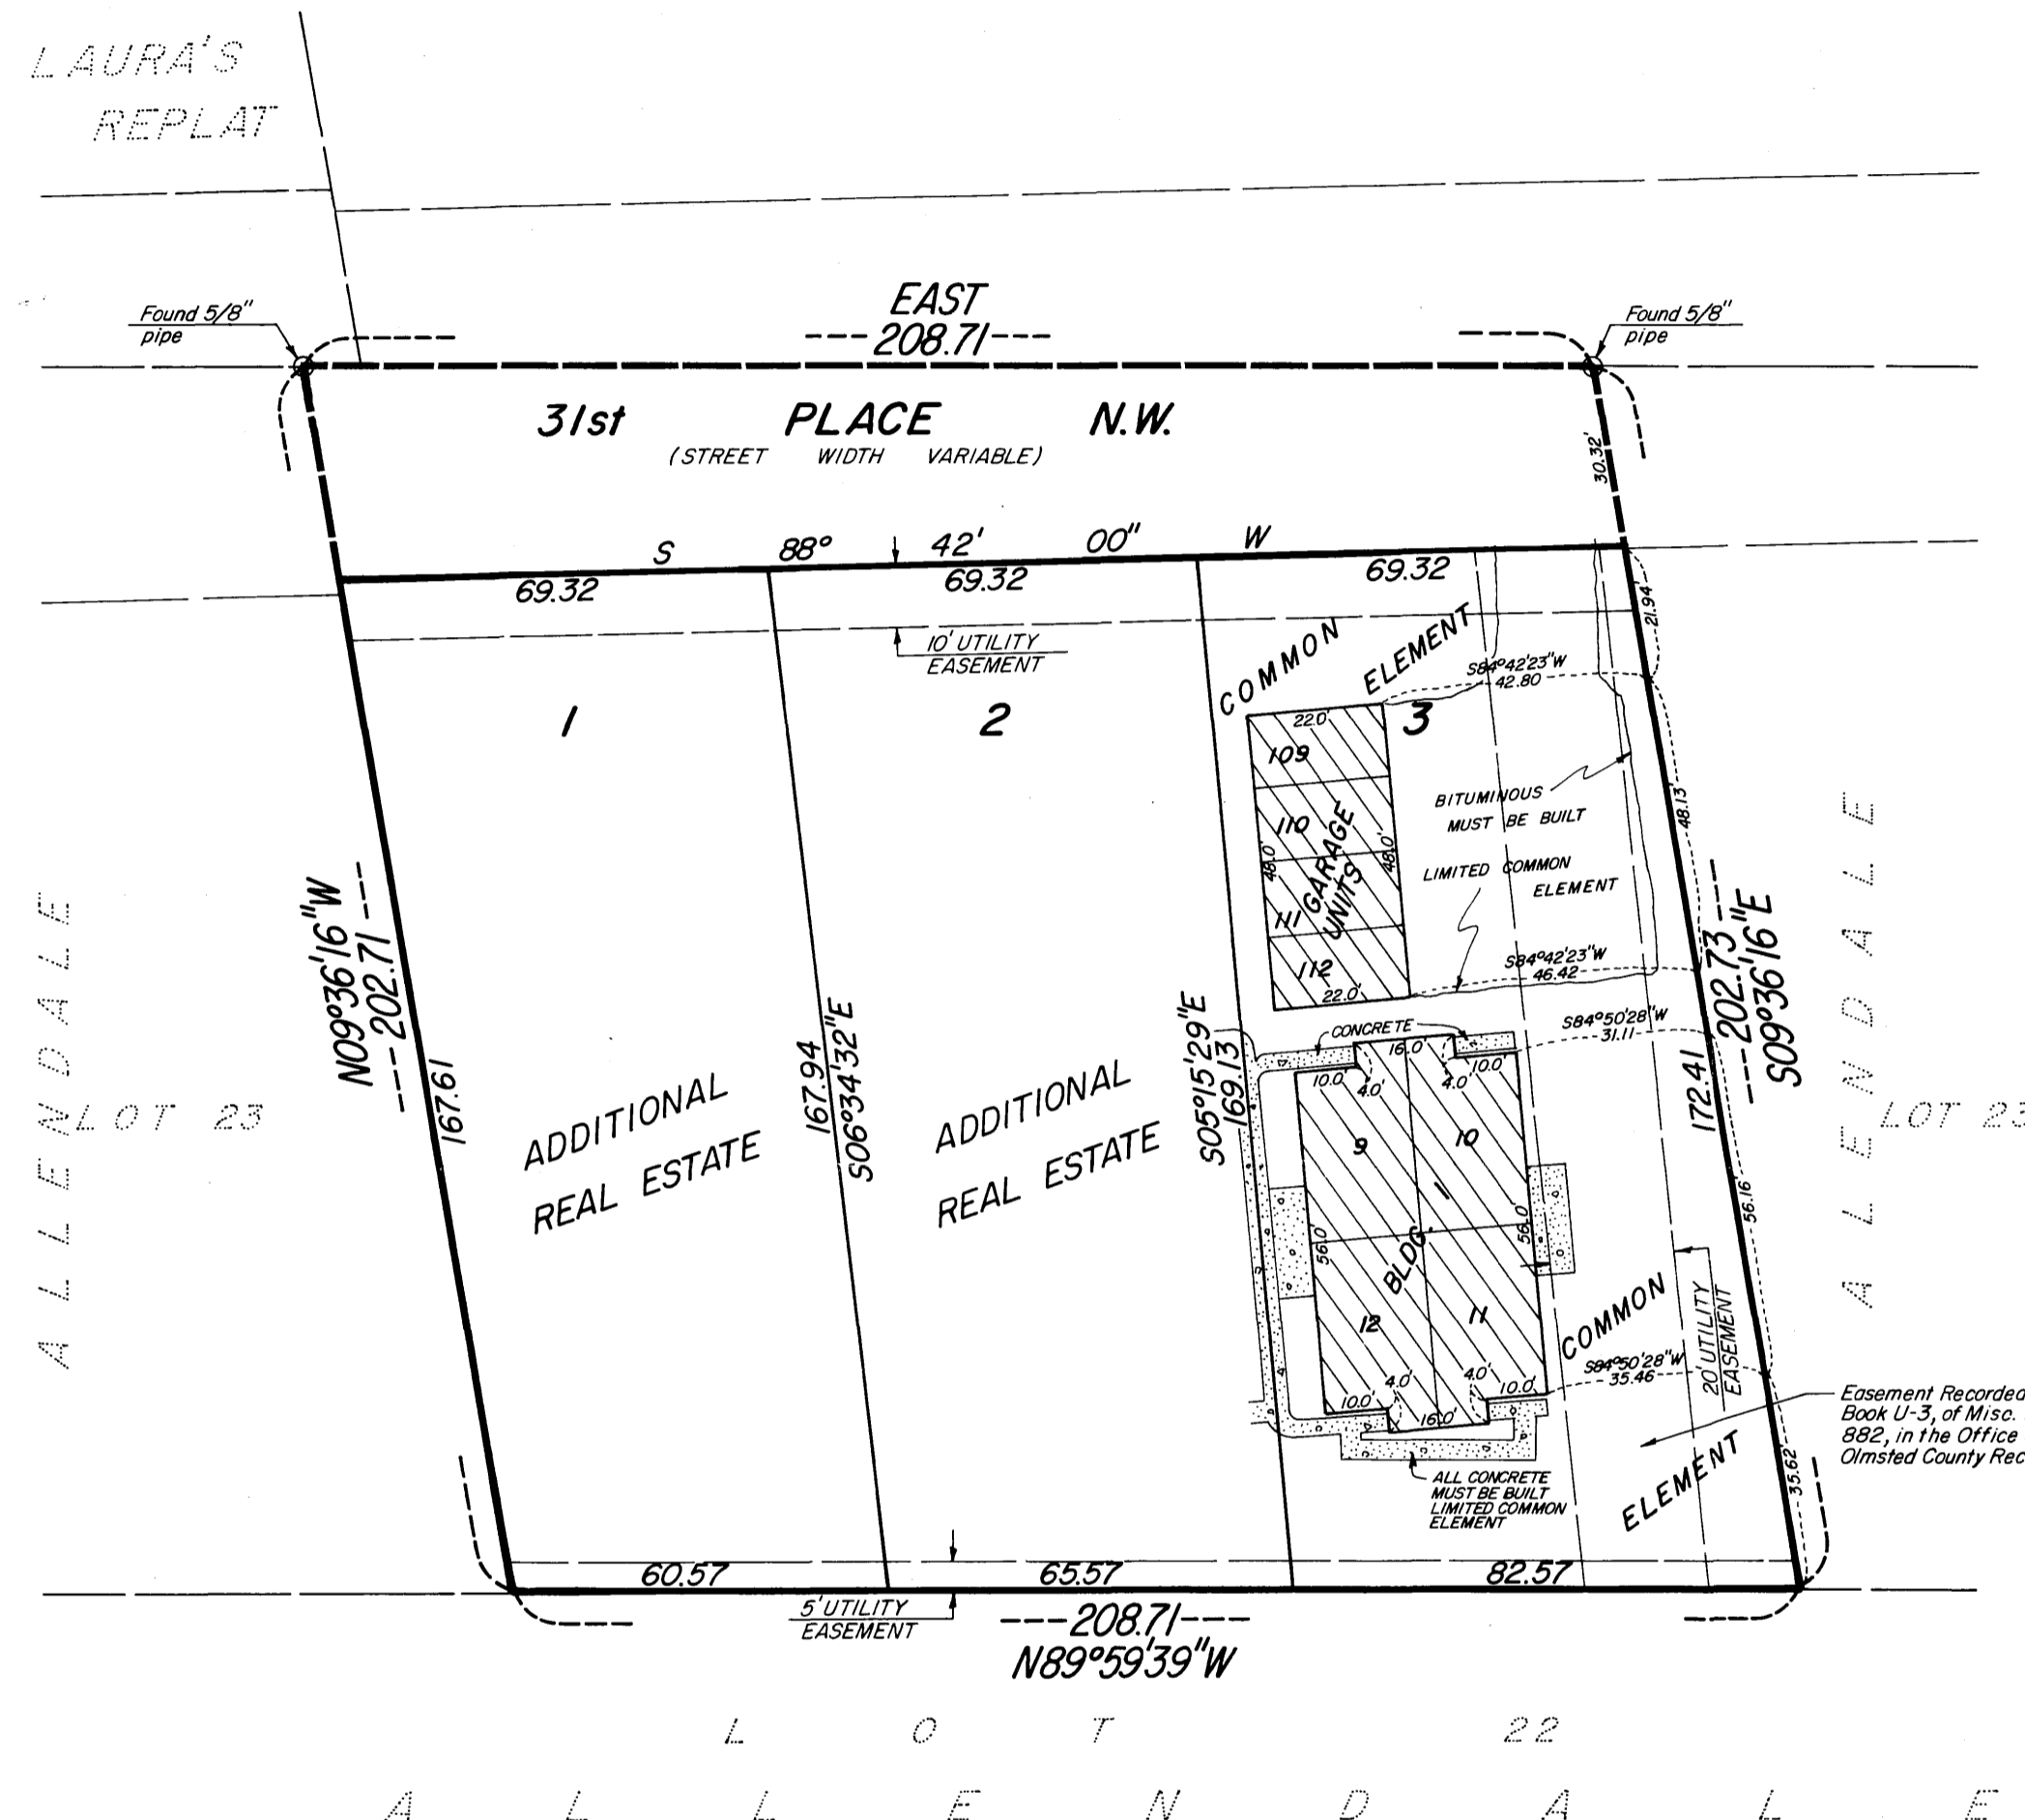 LAURA'S
REPLAT
Found 5/8"
pipe
EAST
---208.71---
Found 5/8"
pipe
31st PLACE N.W.
(STREET WIDTH VARIABLE)
30.32'
S 88° 42' 00" W
69.32
69.32
69.32
21.94'
10' UTILITY
EASEMENT
COMMON ELEMENT
S84°42'23"W
42.80
1
2
3
22.0'
109
110
111
112
GARAGE
UNITS
48.0'
48.0'
22.0'
BITUMINOUS
MUST BE BUILT
48.13'
LIMITED COMMON
ELEMENT
S84°42'23"W
46.42
ALLENDALE
LOT 23
N09°36'16"W
---202.71---
167.61
ADDITIONAL
REAL ESTATE
167.94
S06°34'32"E
ADDITIONAL
REAL ESTATE
S05°15'29"E
169.13
CONCRETE
S84°50'28"W
31.11
16.0'
10.0'
4.0'
4.0'
10.0'
9
10
BLDG. 1
56.0'
56.0'
12
11
10.0'
4.0'
4.0'
10.0'
16.0'
172.41
---202.73---
S09°36'16"E
ALLENDALE
LOT 23
56.16'
COMMON
ELEMENT
S84°50'28"W
35.46
20' UTILITY
EASEMENT
Easement Recorded
Book U-3, of Misc.
882, in the Office
Olmsted County Rec
35.62'
ALL CONCRETE
MUST BE BUILT
LIMITED COMMON
ELEMENT
60.57
65.57
82.57
5' UTILITY
EASEMENT
---208.71---
N89°59'39"W
LOT 22
ALLENDALE